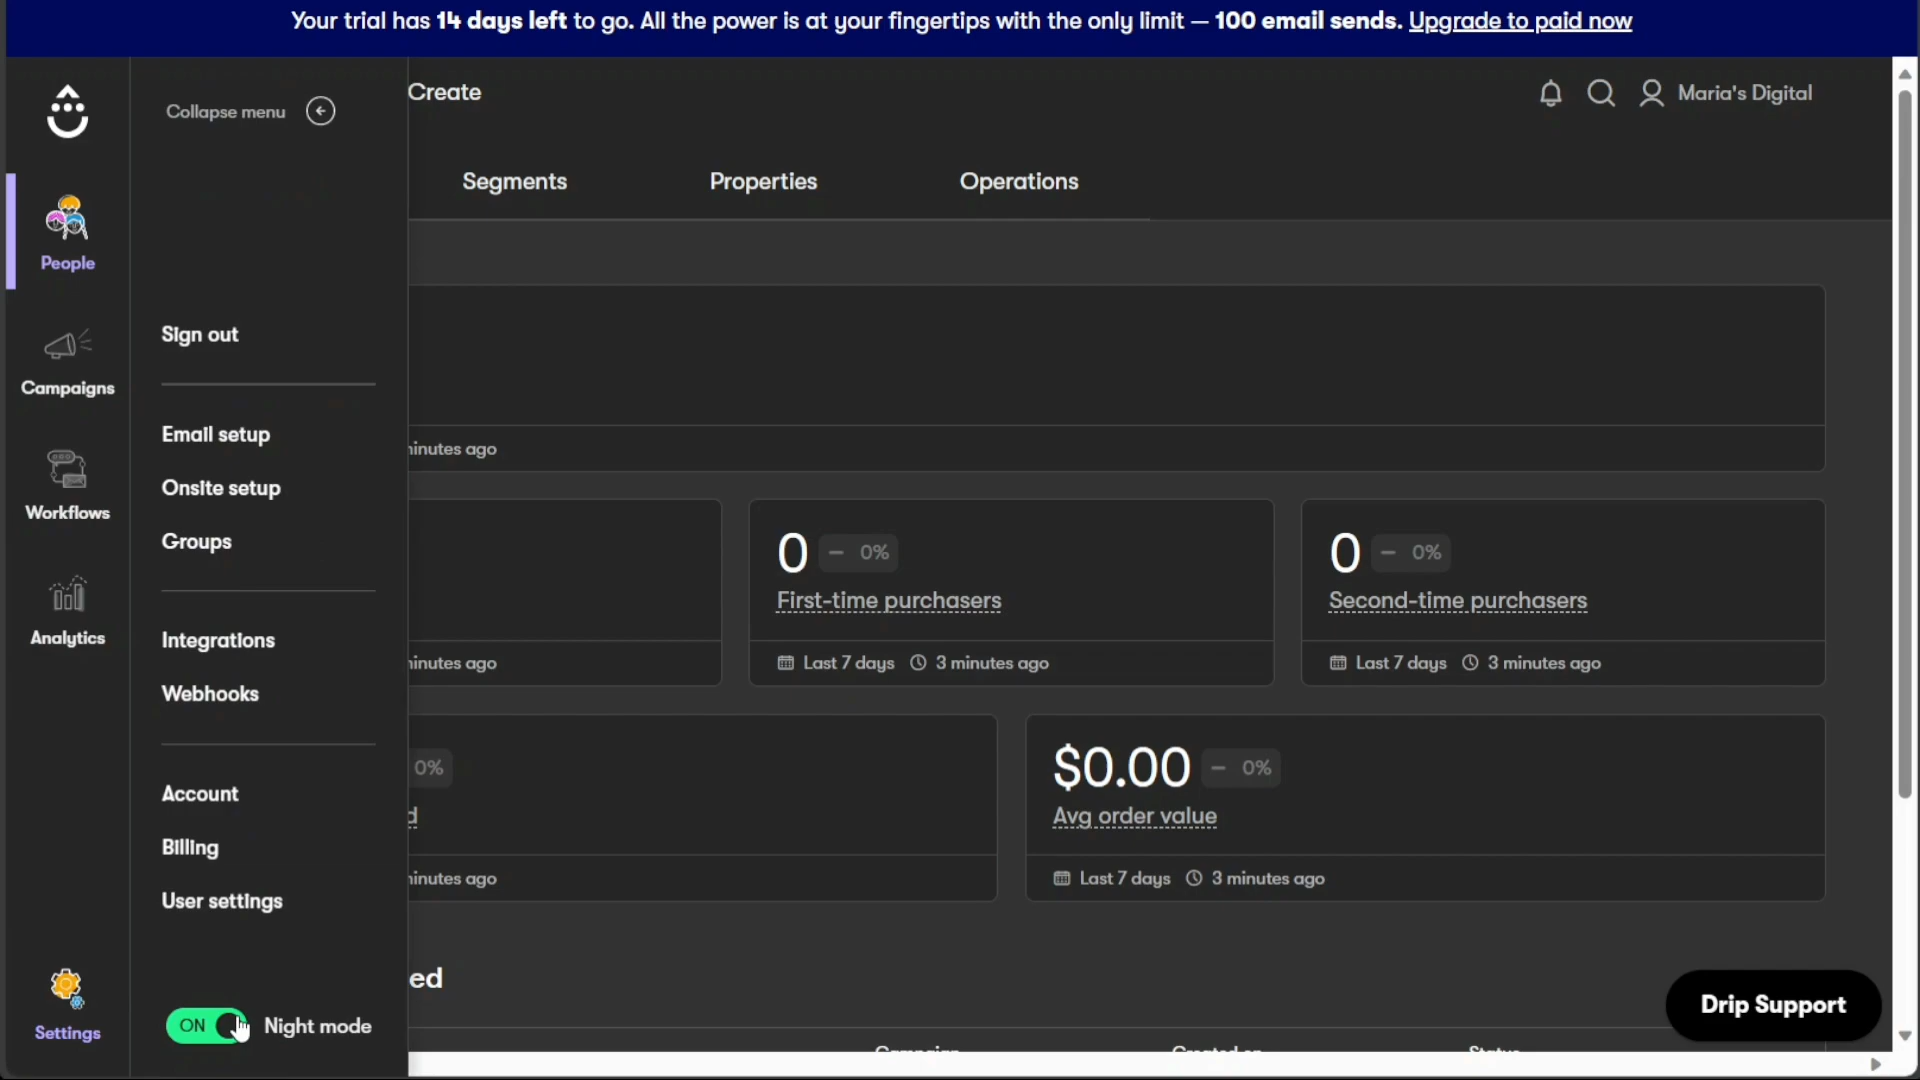 Your trial has 14 days left to go. All the power is at your fingertips with the only limit — 100 email sends. Upgrade to paid now
Collapse menu
Create
Maria's Digital
Segments
Properties
Operations
People
Sign out
Campaigns
Email setup
inutes ago
Onsite setup
Workflows
Groups
0 – 0%
First-time purchasers
0 – 0%
Second-time purchasers
Analytics
Integrations
inutes ago
Last 7 days 3 minutes ago
Last 7 days 3 minutes ago
Webhooks
0%
$0.00 – 0%
Account
d
Avg order value
Billing
inutes ago
Last 7 days 3 minutes ago
User settings
ed
Drip Support
Settings
ON Night mode
Campaign
Created on
Status